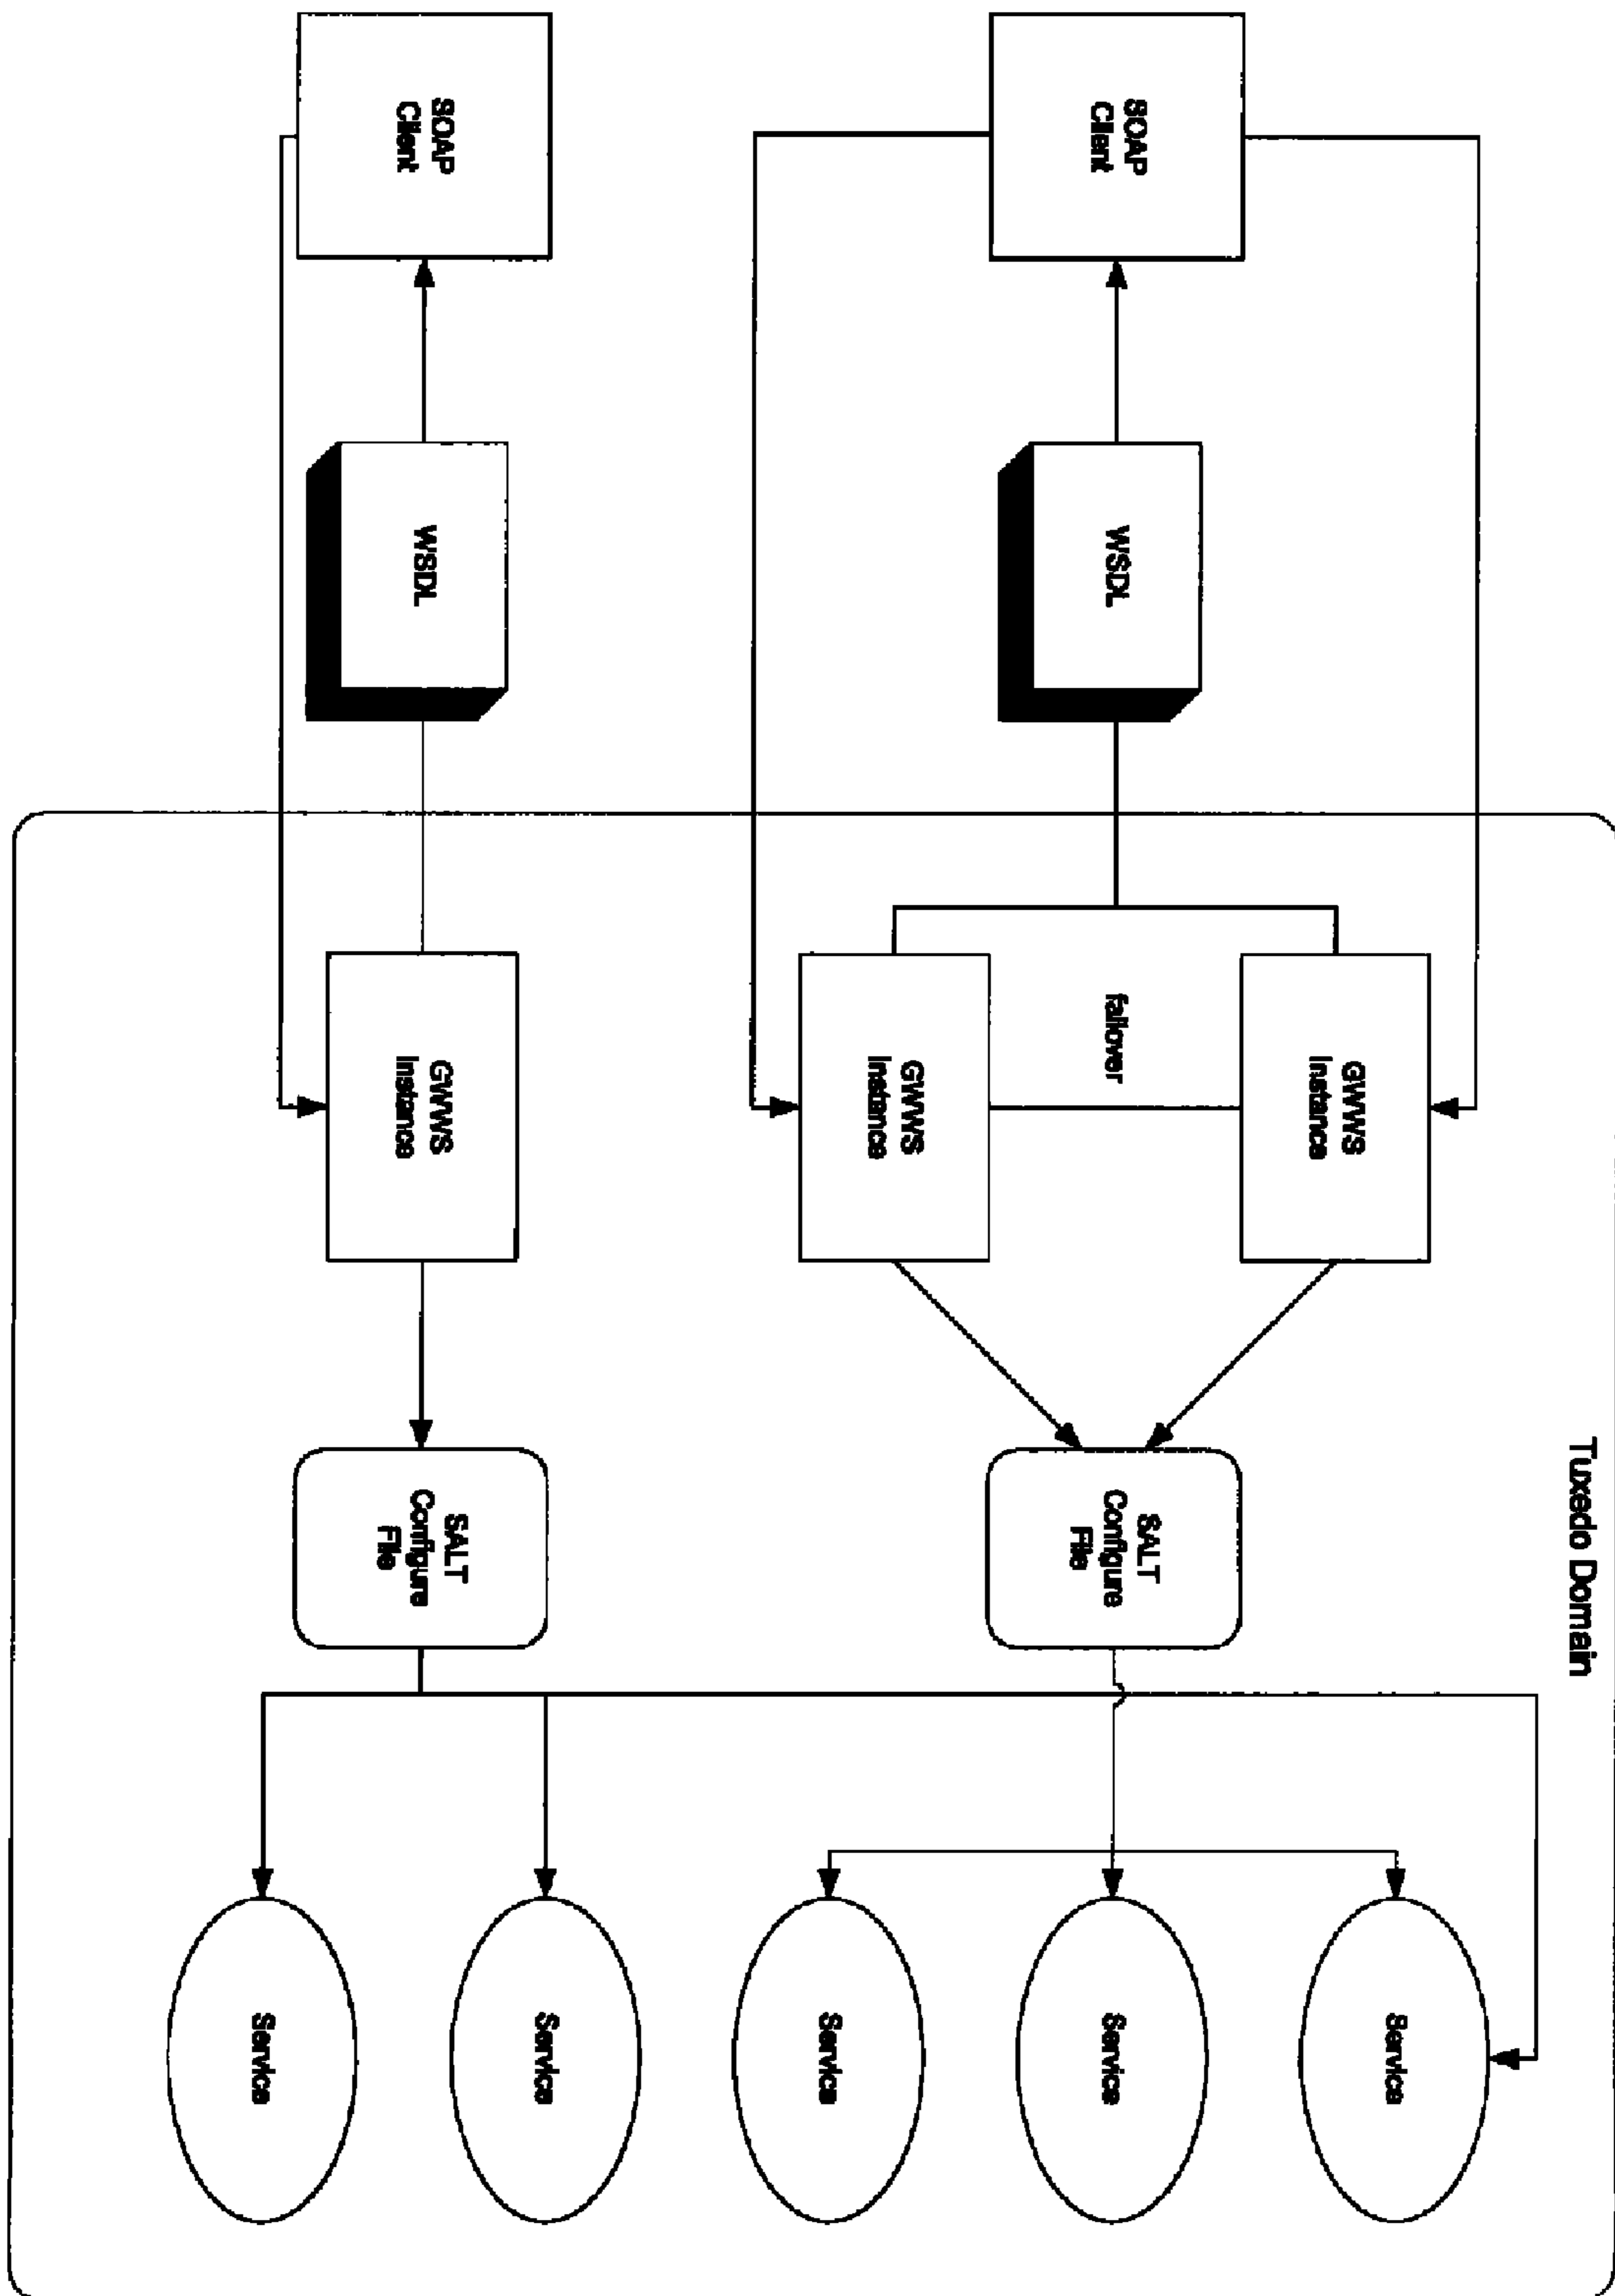 Tuxedo Domain
GWWS
Instance
Service
SOAP
Client
WSDL
failover
SALT
Configure
File
Service
GWWS
Instance
Service
Service
SOAP
Client
WSDL
GWWS
Instance
SALT
Configure
File
Service